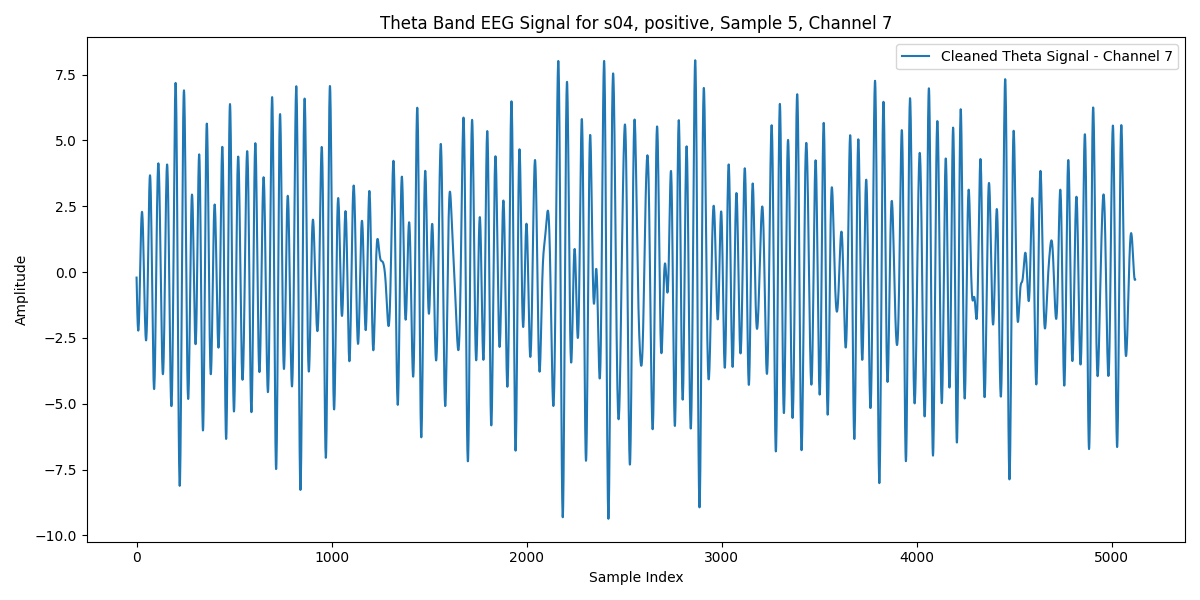 Theta Band EEG Signal for s04, positive, Sample 5, Channel 7
Cleaned Theta Signal - Channel 7
7.5
5.0
2.5
0.0
−2.5
−5.0
−7.5
−10.0
Amplitude
0 1000 2000 3000 4000 5000
Sample Index